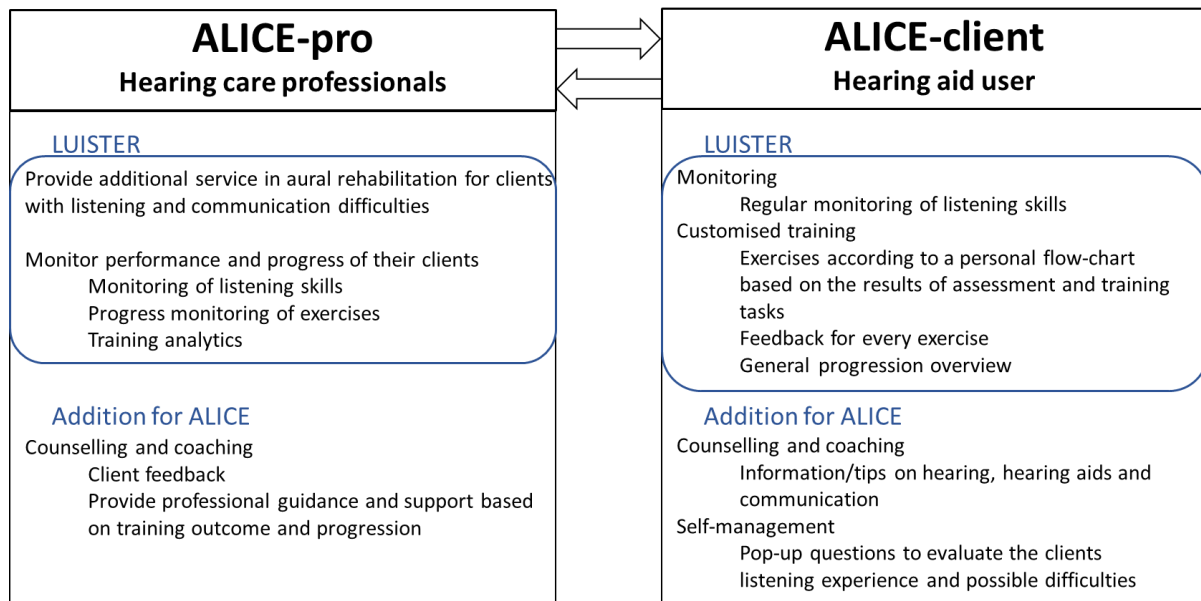 ALICE-pro
Hearing care professionals
LUISTER
Provide additional service in aural rehabilitation for clients
with listening and communication difficulties
Monitor performance and progress of their clients
Monitoring of listening skills
Progress monitoring of exercises
Training analytics
Addition for ALICE
Counselling and coaching
Client feedback
Provide professional guidance and support based
on training outcome and progression
ALICE-client
Hearing aid user
LUISTER
Monitoring
Regular monitoring of listening skills
Customised training
Exercises according to a personal flow-chart
based on the results of assessment and training
tasks
Feedback for every exercise
General progression overview
Addition for ALICE
Counselling and coaching
Information/tips on hearing, hearing aids and
communication
Self-management
Pop-up questions to evaluate the clients
listening experience and possible difficulties